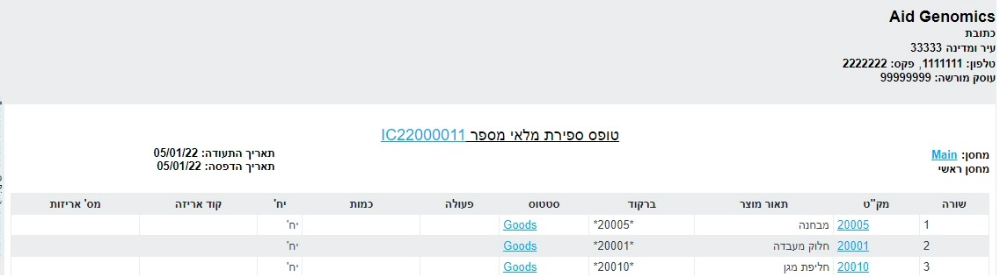 Aid Genomics
כתובת
עיר ומדינה 33333
טלפון: 1111111, פקס: 2222222
עוסק מורשה: 99999999
טופס ספירת מלאי מספר IC22000011
מחסן: Main תאריך התעודה: 05/01/22
מחסן ראשי תאריך הדפסה: 05/01/22
שורה מק"ט תאור מוצר ברקוד סטטוס פעולה כמות יח' קוד אריזה מס' אריזות
1 20005 מבחנה *20005* Goods יח'
2 20001 חלוק מעבדה *20001* Goods יח'
3 20010 חליפת מגן *20010* Goods יח'